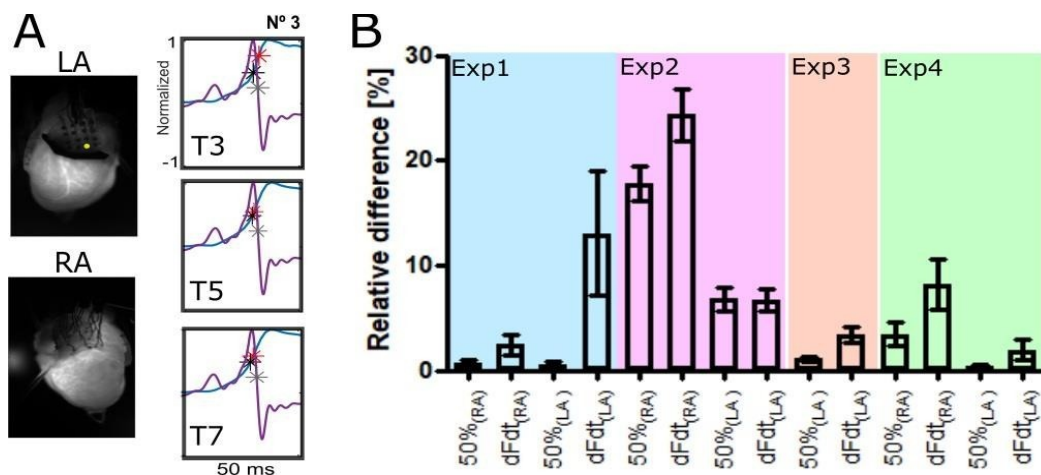 A
LA
RA
Nº 3
1
Normalized
-1
T3
T5
T7
50 ms
B
Relative difference [%]
30
20
10
0
Exp1
Exp2
Exp3
Exp4
50%(RA)
dFdt(RA)
50%(LA)
dFdt(LA)
50%(RA)
dFdt(RA)
50%(LA)
dFdt(LA)
50%(LA)
dFdt(LA)
50%(RA)
dFdt(RA)
50%(LA)
dFdt(LA)